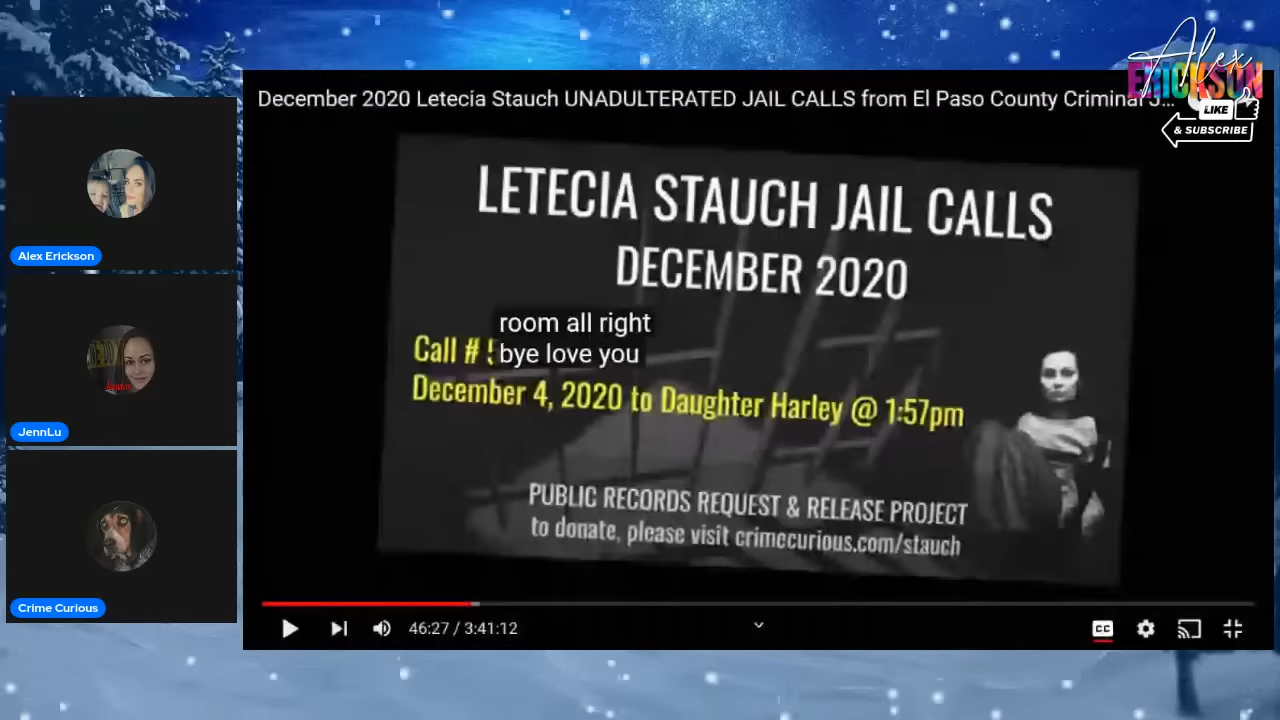 Alex
ERICKSON
LIKE
& SUBSCRIBE
December 2020 Letecia Stauch UNADULTERATED JAIL CALLS from El Paso County Criminal J...
LETECIA STAUCH JAIL CALLS
DECEMBER 2020
room all right
Call #
bye love you
December 4, 2020 to Daughter Harley @ 1:57pm
PUBLIC RECORDS REQUEST & RELEASE PROJECT
to donate, please visit crimecurious.com/stauch
46:27 / 3:41:12
CC
Alex Erickson
JennLu
Crime Curious